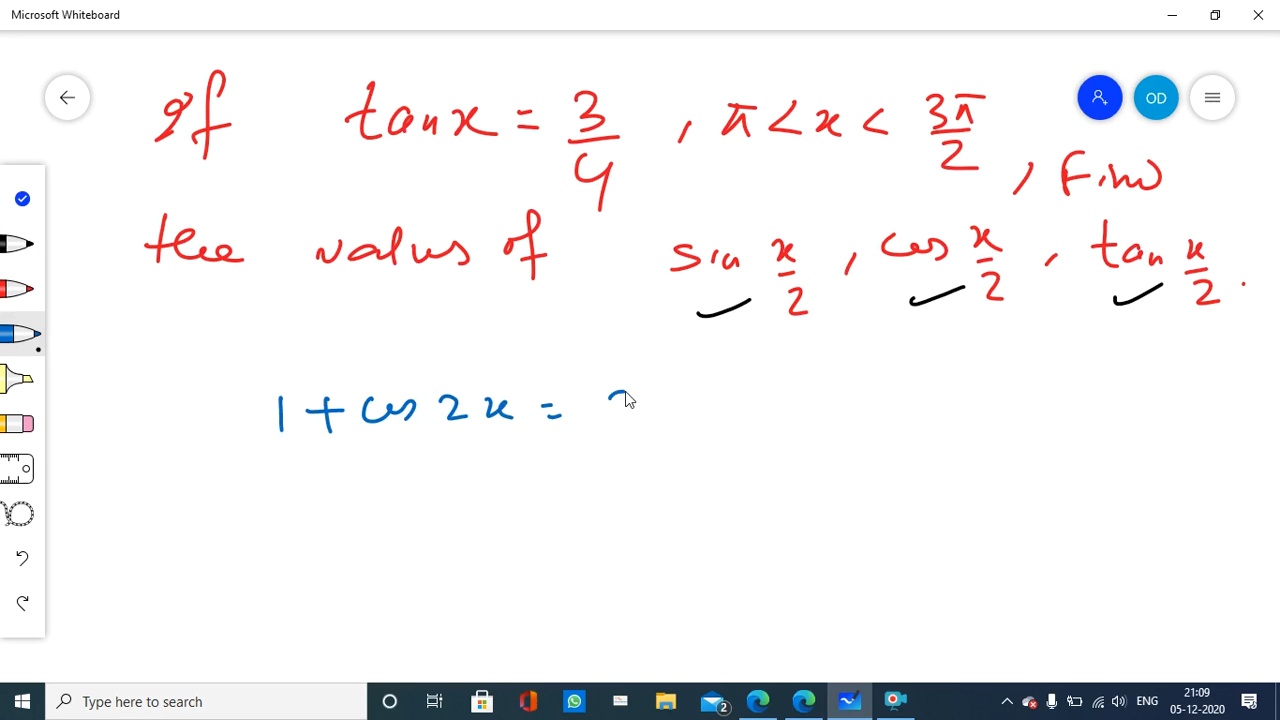 Microsoft Whiteboard
If tan x = 3/4 , π < x < 3π/2 , Find
the value of sin x/2 , cos x/2 , tan x/2 .
1 + cos 2x = 2
OD
Type here to search
2
ENG
21:09
05-12-2020